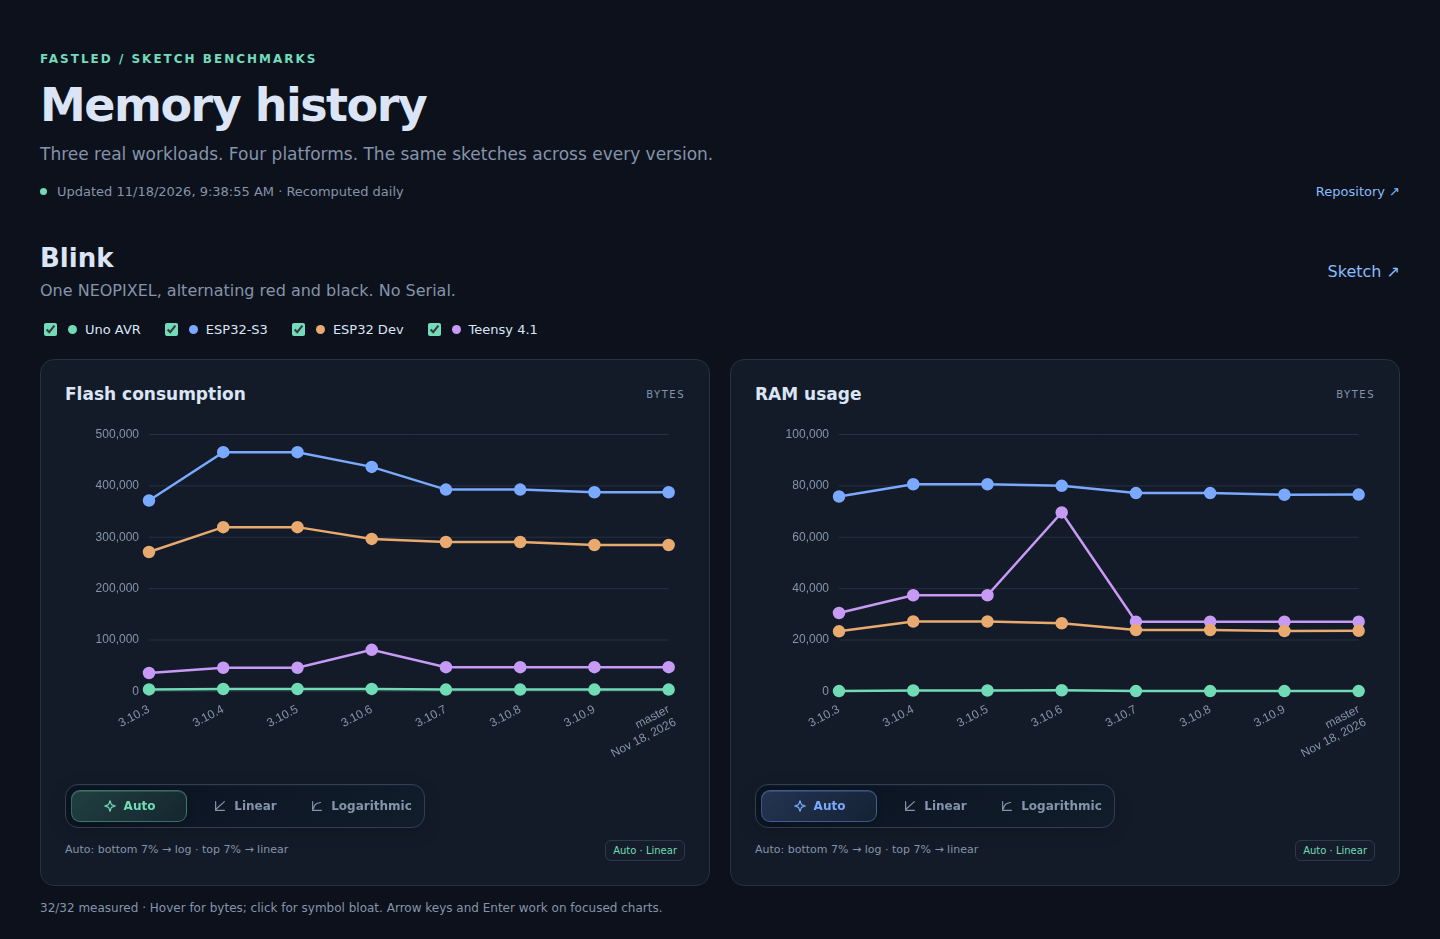 FASTLED / SKETCH BENCHMARKS
Memory history
Three real workloads. Four platforms. The same sketches across every version.
Updated 11/18/2026, 9:38:55 AM · Recomputed daily
Repository ↗
Blink
Sketch ↗
One NEOPIXEL, alternating red and black. No Serial.
Uno AVR ESP32-S3 ESP32 Dev Teensy 4.1
Flash consumption
BYTES
500,000
400,000
300,000
200,000
100,000
0
3.10.3
3.10.4
3.10.5
3.10.6
3.10.7
3.10.8
3.10.9
master
Nov 18, 2026
Auto Linear Logarithmic
Auto: bottom 7% → log · top 7% → linear
Auto · Linear
RAM usage
BYTES
100,000
80,000
60,000
40,000
20,000
0
3.10.3
3.10.4
3.10.5
3.10.6
3.10.7
3.10.8
3.10.9
master
Nov 18, 2026
Auto Linear Logarithmic
Auto: bottom 7% → log · top 7% → linear
Auto · Linear
32/32 measured · Hover for bytes; click for symbol bloat. Arrow keys and Enter work on focused charts.